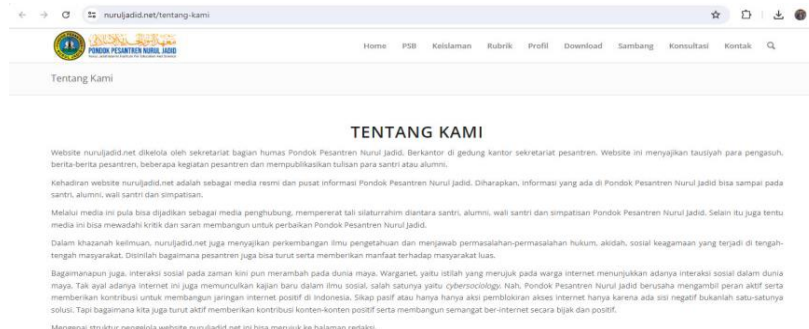 nuruljadid.net/tentang-kami
PONDOK PESANTREN NURUL JADID
Home PSB Keislaman Rubrik Profil Download Sambang Konsultasi Kontak
Tentang Kami
TENTANG KAMI
Website nuruljadid.net dikelola oleh sekretariat bagian humas Pondok Pesantren Nurul Jadid. Berkantor di gedung kantor sekretariat pesantren. Website ini menyajikan tausiyah para pengasuh,
berita-berita pesantren, beberapa kegiatan pesantren dan mempublikasikan tulisan para santri atau alumni.
Kehadiran website nuruljadid.net adalah sebagai media resmi dan pusat informasi Pondok Pesantren Nurul Jadid. Diharapkan, informasi yang ada di Pondok Pesantren Nurul Jadid bisa sampai pada
santri, alumni, wali santri dan simpatisan.
Melalui media ini pula bisa dijadikan sebagai media penghubung, mempererat tali silaturrahim diantara santri, alumni, wali santri dan simpatisan Pondok Pesantren Nurul Jadid. Selain itu juga tentu
media ini bisa mewadahi kritik dan saran membangun untuk perbaikan Pondok Pesantren Nurul Jadid.
Dalam khazanah keilmuan, nuruljadid.net juga menyajikan perkembangan ilmu pengetahuan dan menjawab permasalahan-permasalahan hukum, akidah, sosial keagamaan yang terjadi di tengah-
tengah masyarakat. Disinilah bagaimana pesantren juga bisa turut serta memberikan manfaat terhadap masyarakat luas.
Bagaimanapun juga, interaksi sosial pada zaman kini pun merambah pada dunia maya. Warganet, yaitu istilah yang merujuk pada warga internet menunjukkan adanya interaksi sosial dalam dunia
maya. Tak ayal adanya internet ini juga memunculkan kajian baru dalam ilmu sosial, salah satunya yaitu cybersociology. Nah, Pondok Pesantren Nurul Jadid berusaha mengambil peran aktif serta
memberikan kontribusi untuk membangun jaringan internet positif di Indonesia. Sikap pasif atau hanya hanya aksi pemblokiran akses internet hanya karena ada sisi negatif bukanlah satu-satunya
solusi. Tapi bagaimana kita juga turut aktif memberikan kontribusi konten-konten positif serta membangun semangat ber-internet secara bijak dan positif.
Mengenai struktur pengelola website nuruljadid.net ini bisa merujuk ke halaman redaksi.